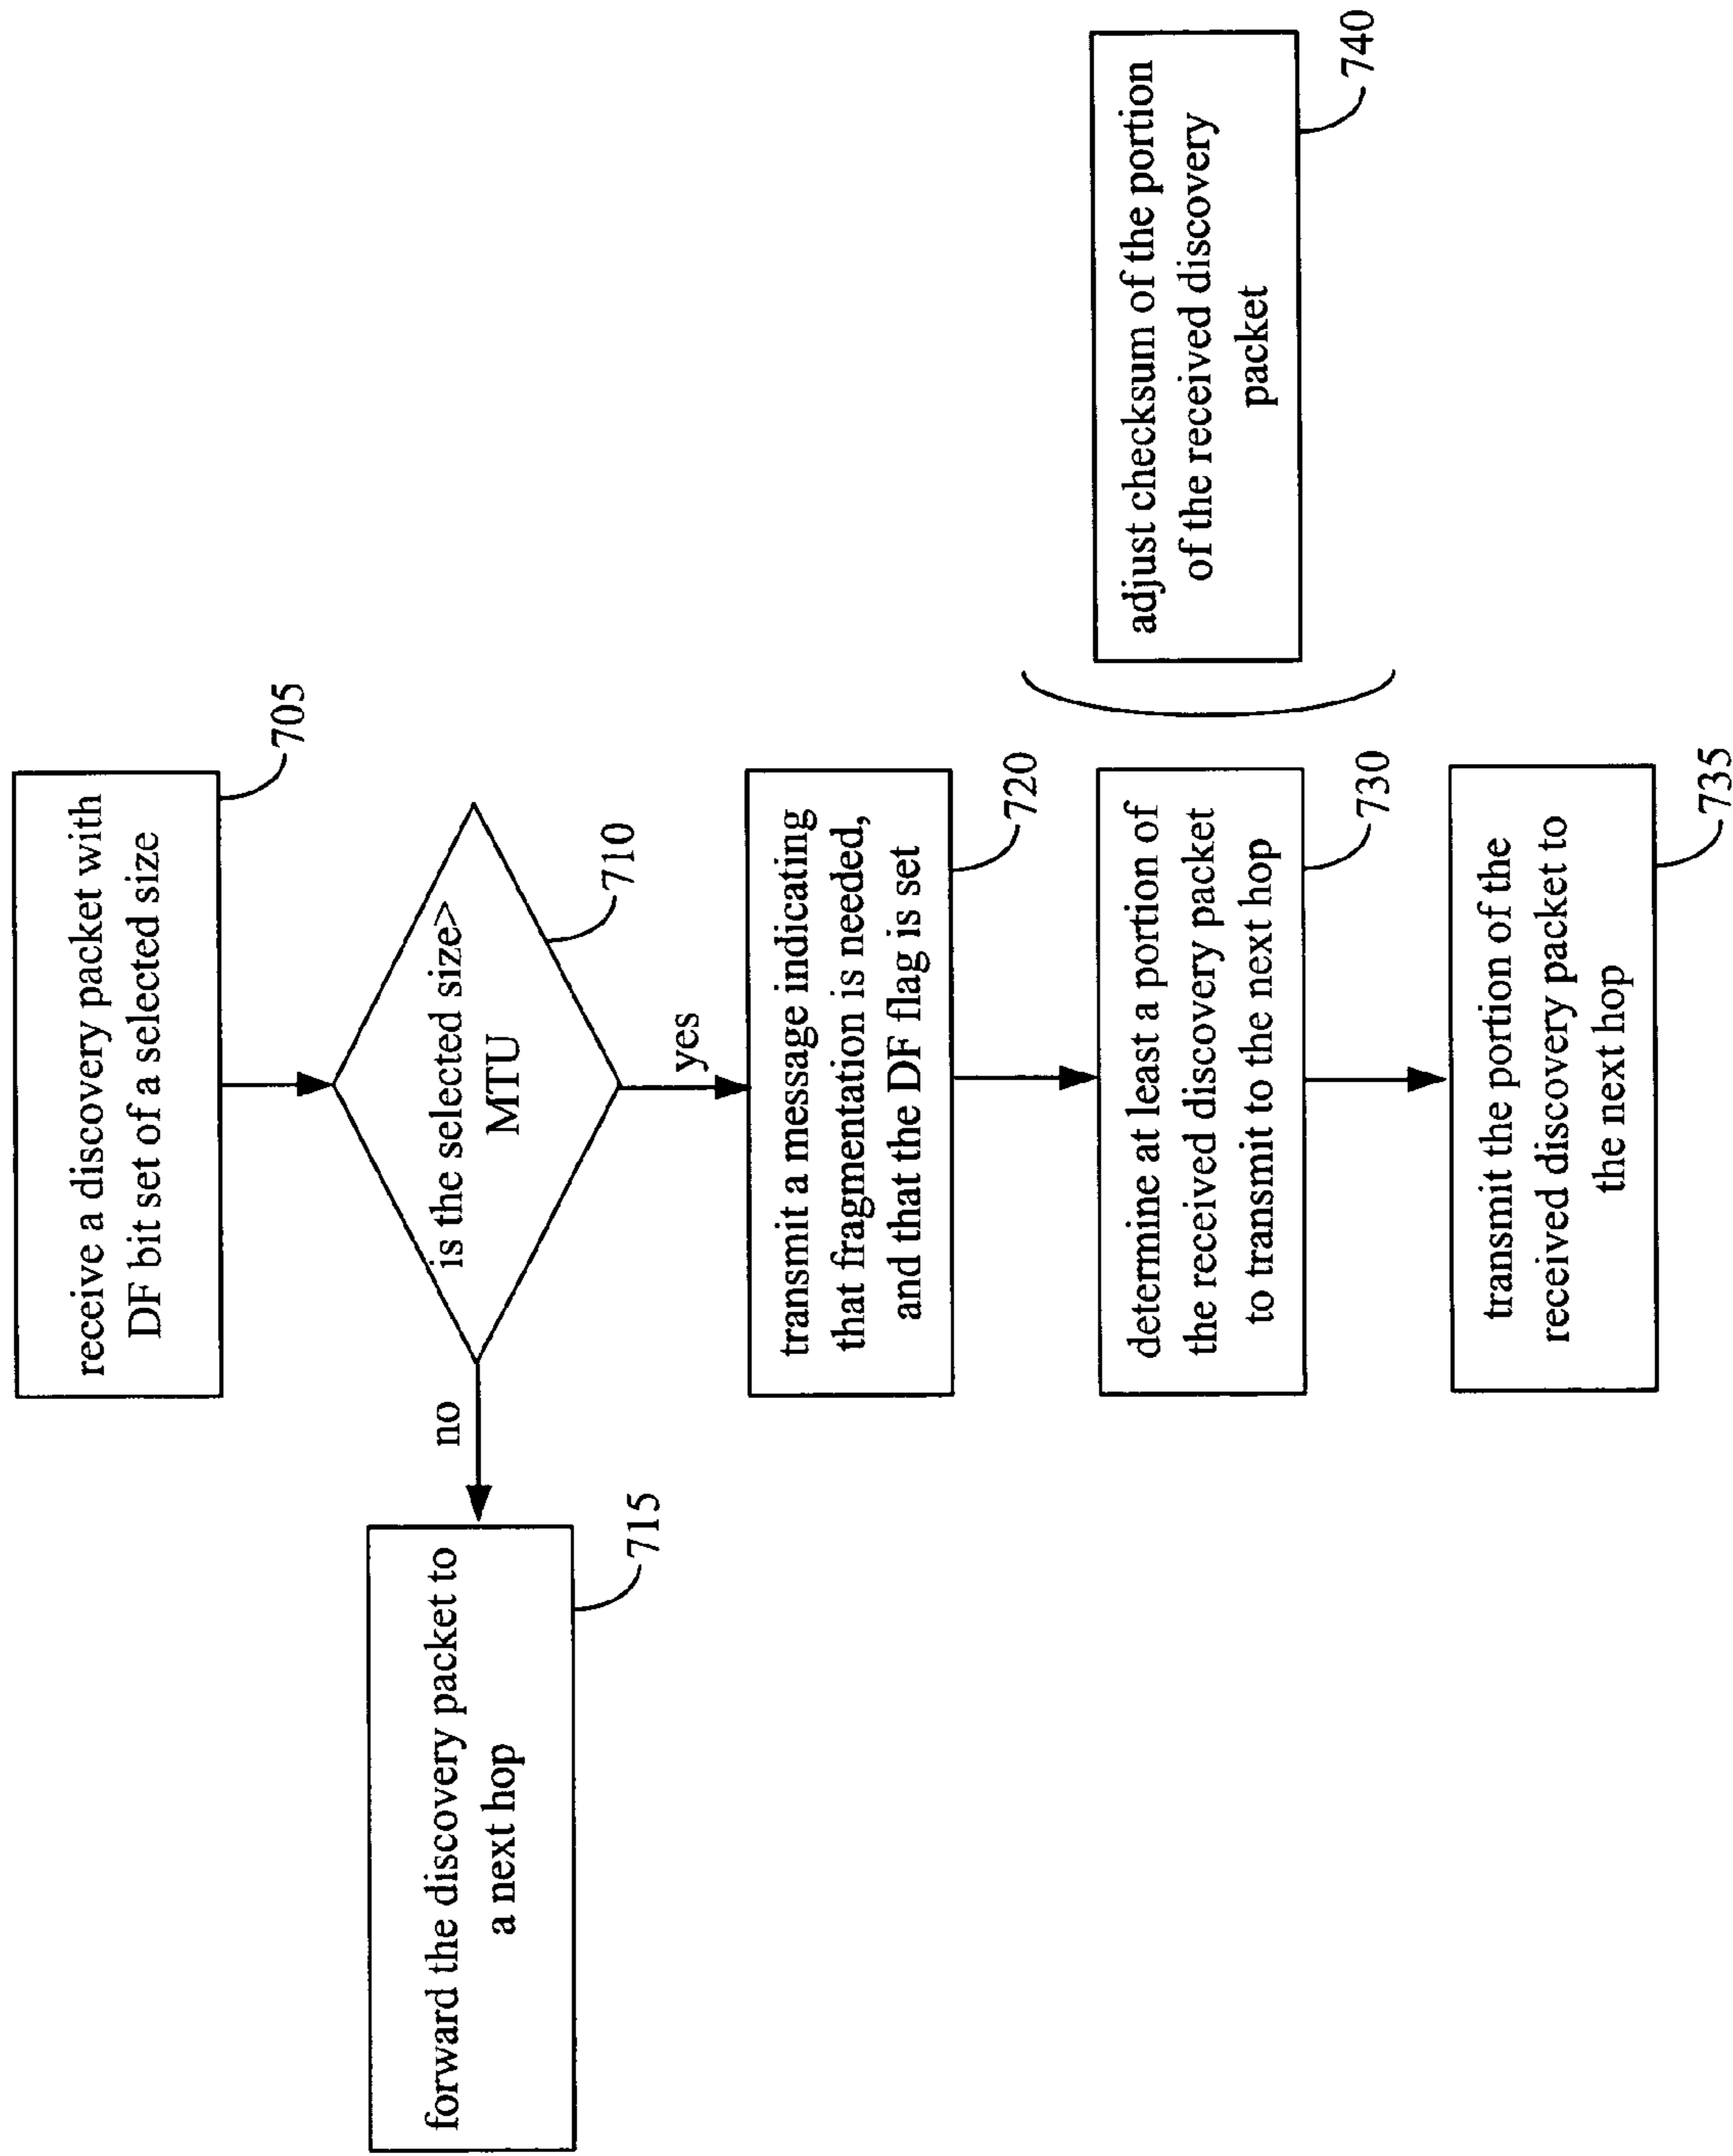 receive a discovery packet with
DF bit set of a selected size
705
is the selected size>
MTU
710
no
yes
forward the discovery packet to
a next hop
715
transmit a message indicating
that fragmentation is needed,
and that the DF flag is set
720
determine at least a portion of
the received discovery packet
to transmit to the next hop
730
adjust checksum of the portion
of the received discovery
packet
740
transmit the portion of the
received discovery packet to
the next hop
735